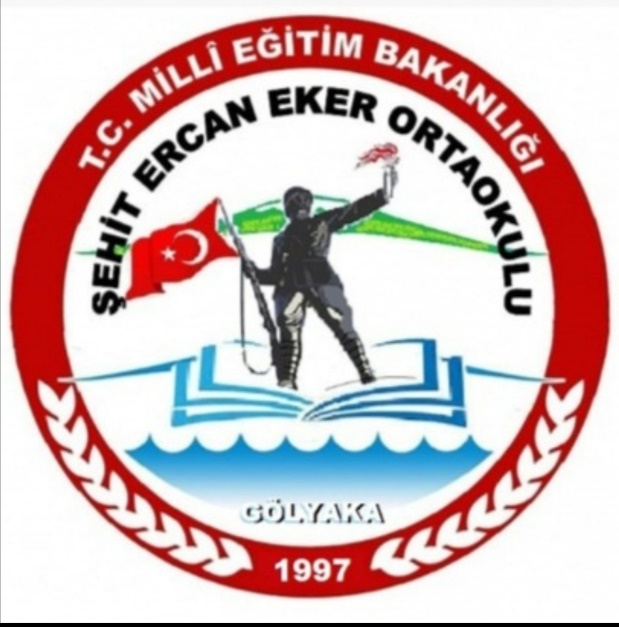 T.C. MİLLÎ EĞİTİM BAKANLIĞI
ŞEHİT ERCAN EKER ORTAOKULU
GÖLYAKA
1997